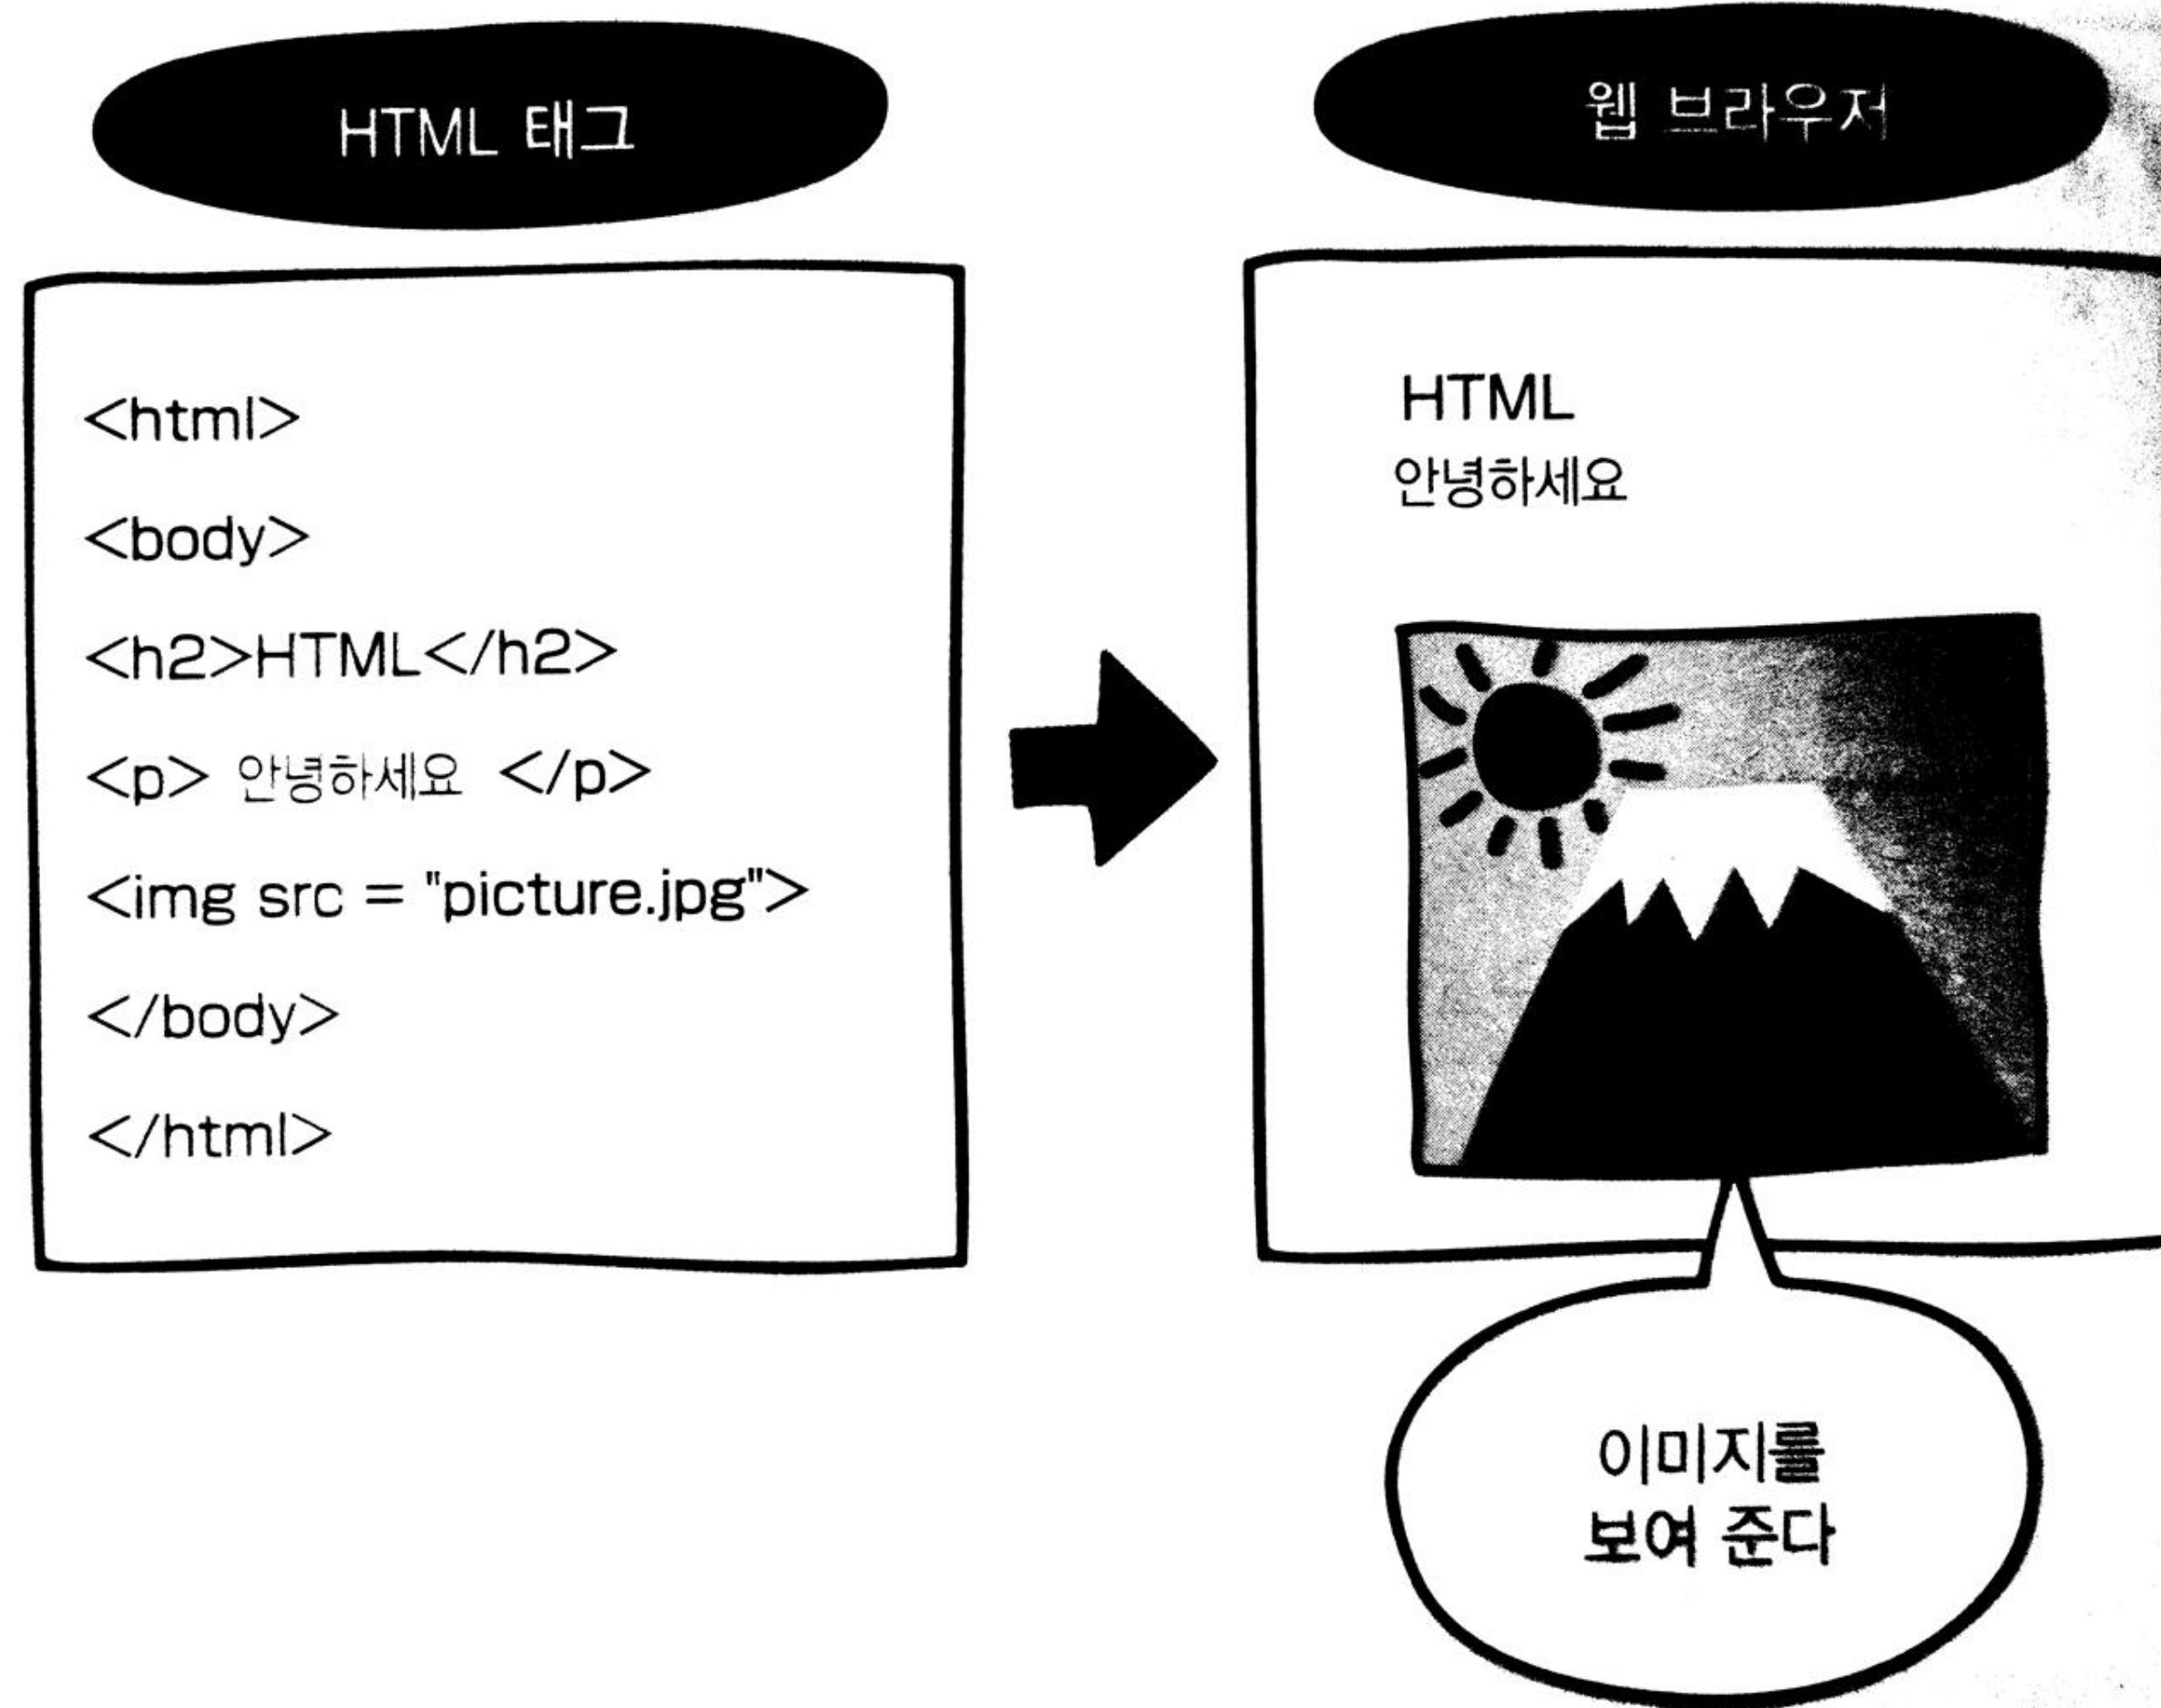 HTML 태그
<html>
<body>
<h2>HTML</h2>
<p> 안녕하세요 </p>
<img src = "picture.jpg">
</body>
</html>
웹 브라우저
HTML
안녕하세요
이미지를
보여 준다